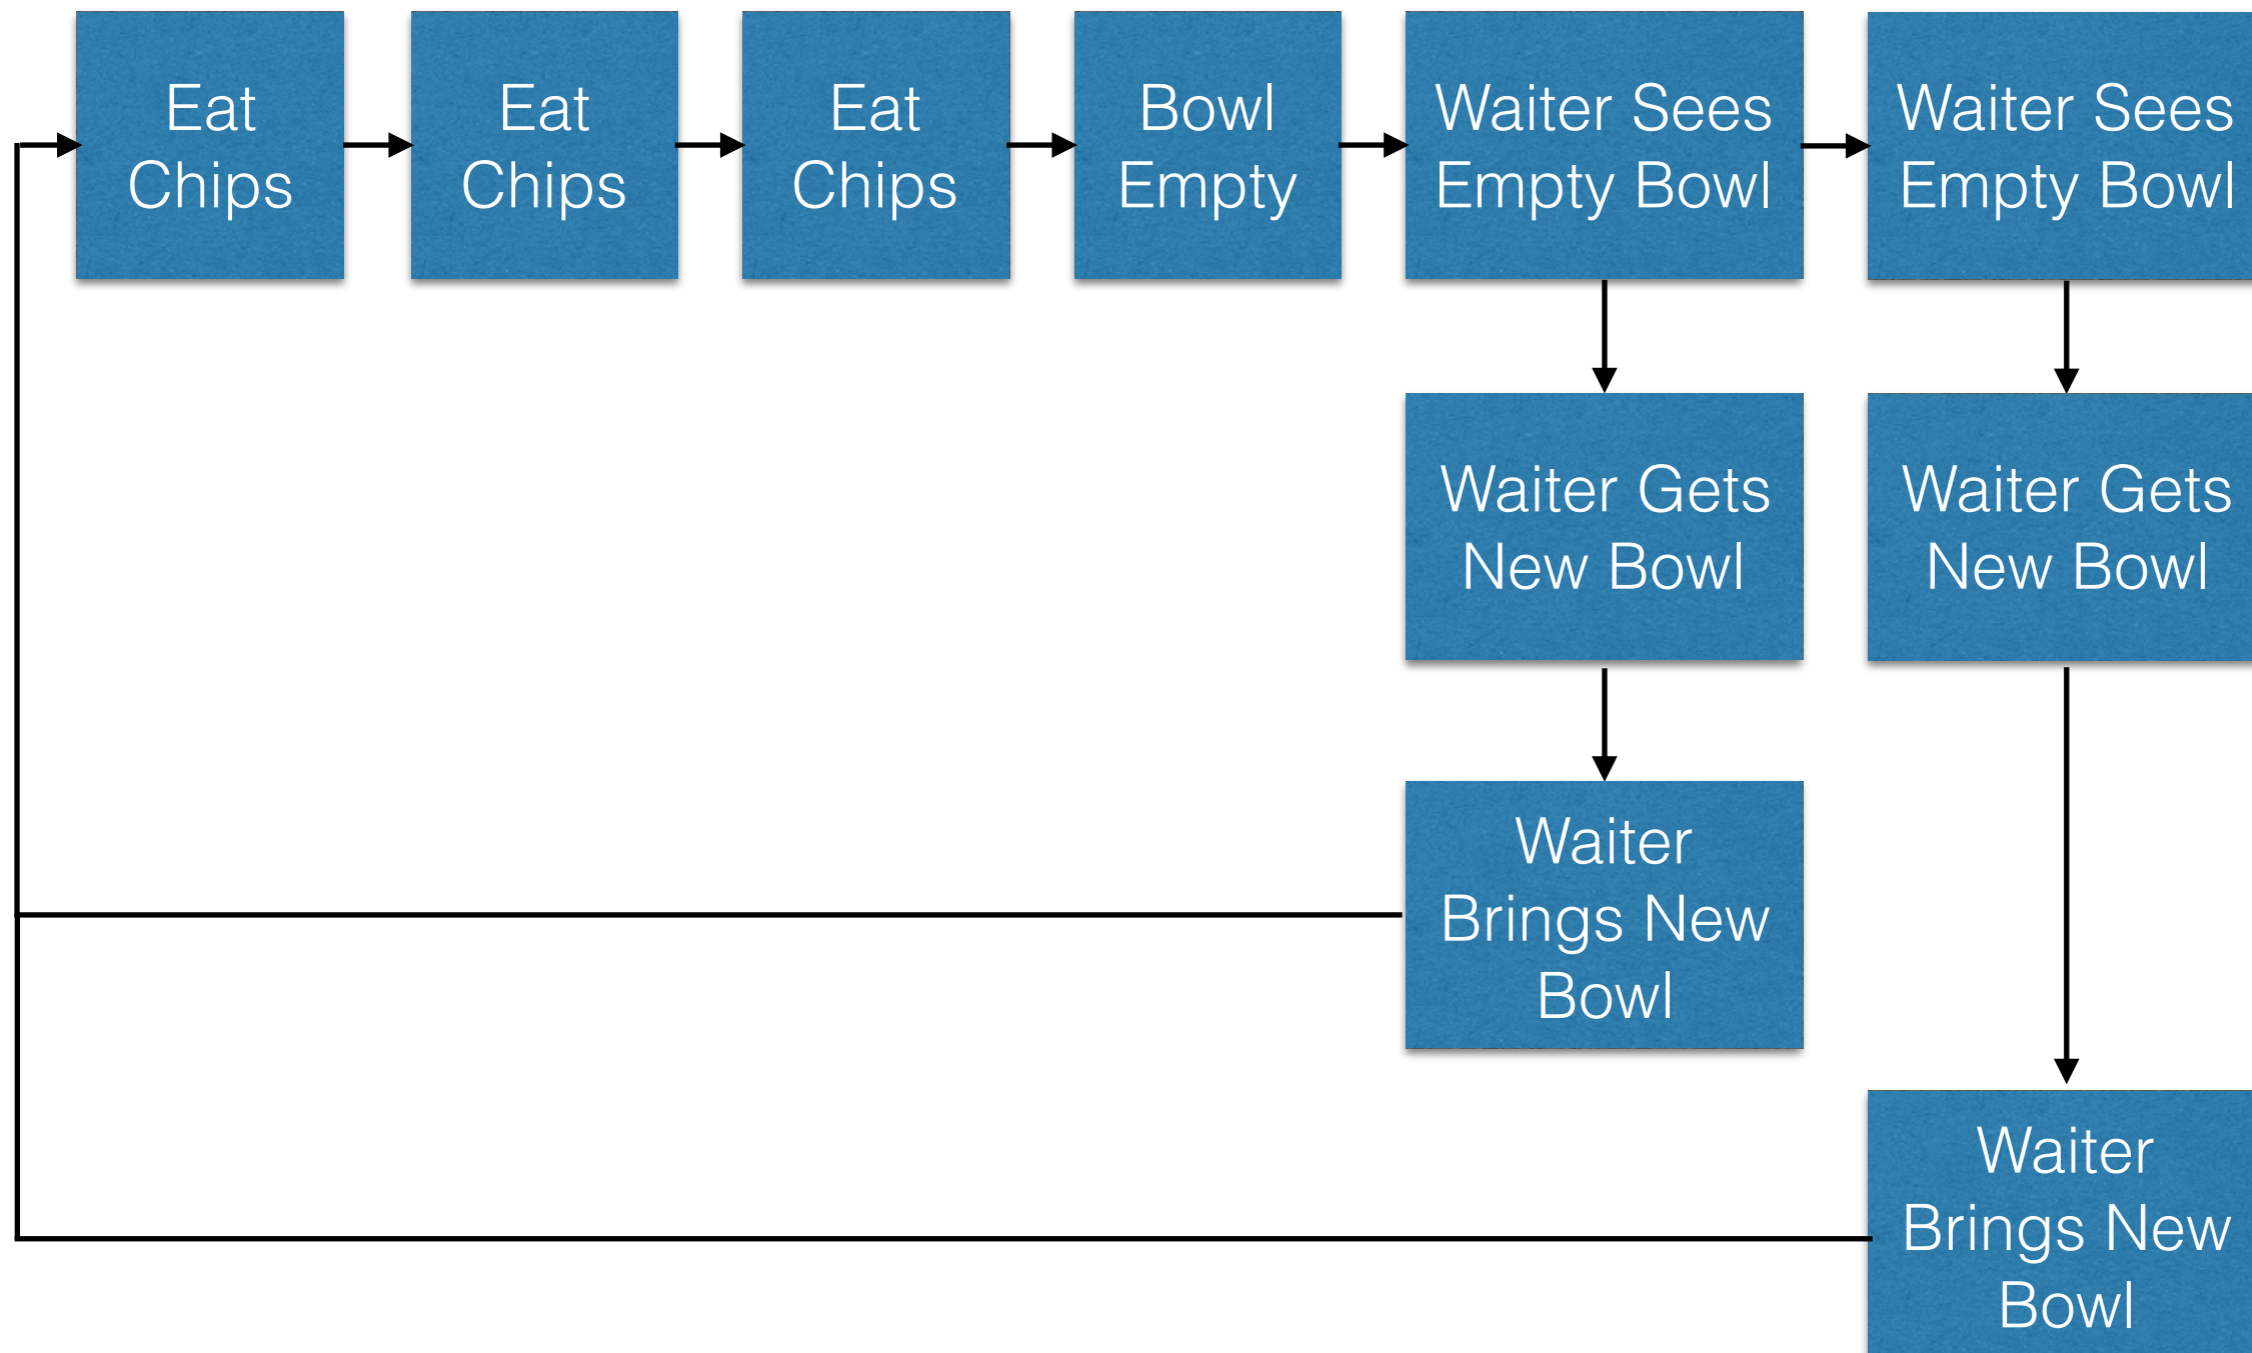 Eat
Chips
Eat
Chips
Eat
Chips
Bowl
Empty
Waiter Sees
Empty Bowl
Waiter Sees
Empty Bowl
Waiter Gets
New Bowl
Waiter Gets
New Bowl
Waiter
Brings New
Bowl
Waiter
Brings New
Bowl